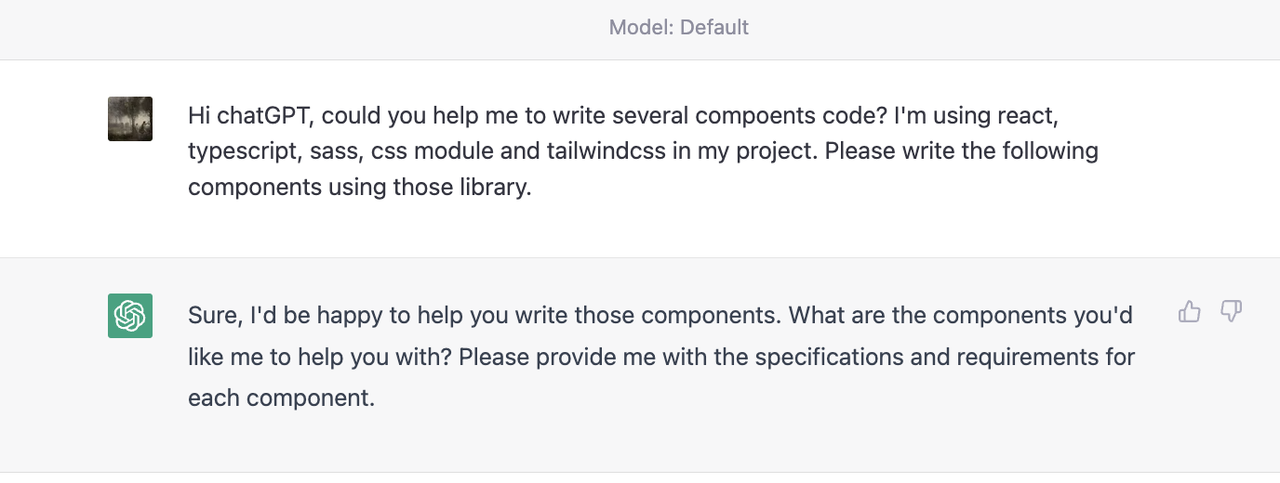 Model: Default
Hi chatGPT, could you help me to write several compoents code? I'm using react,
typescript, sass, css module and tailwindcss in my project. Please write the following
components using those library.
Sure, I'd be happy to help you write those components. What are the components you'd
like me to help you with? Please provide me with the specifications and requirements for
each component.